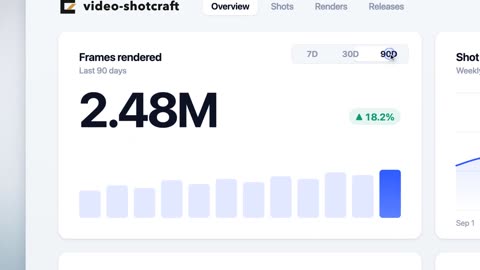 video-shotcraft
Overview Shots Renders Releases
Frames rendered
Last 90 days
7D 30D 90D
2.48M
▲ 18.2%
Shot
Weekly
Sep 1